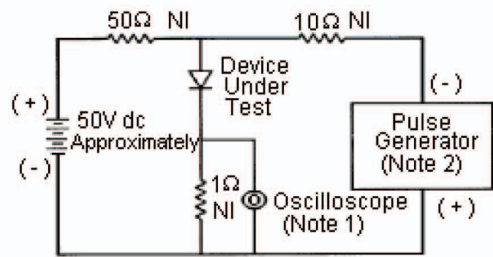 50Ω NI
10Ω NI
Device
Under
Test
(+)
50V dc
Approximately
(-)
(-)
Pulse
Generator
(Note 2)
(+)
1Ω
NI
Oscilloscope
(Note 1)